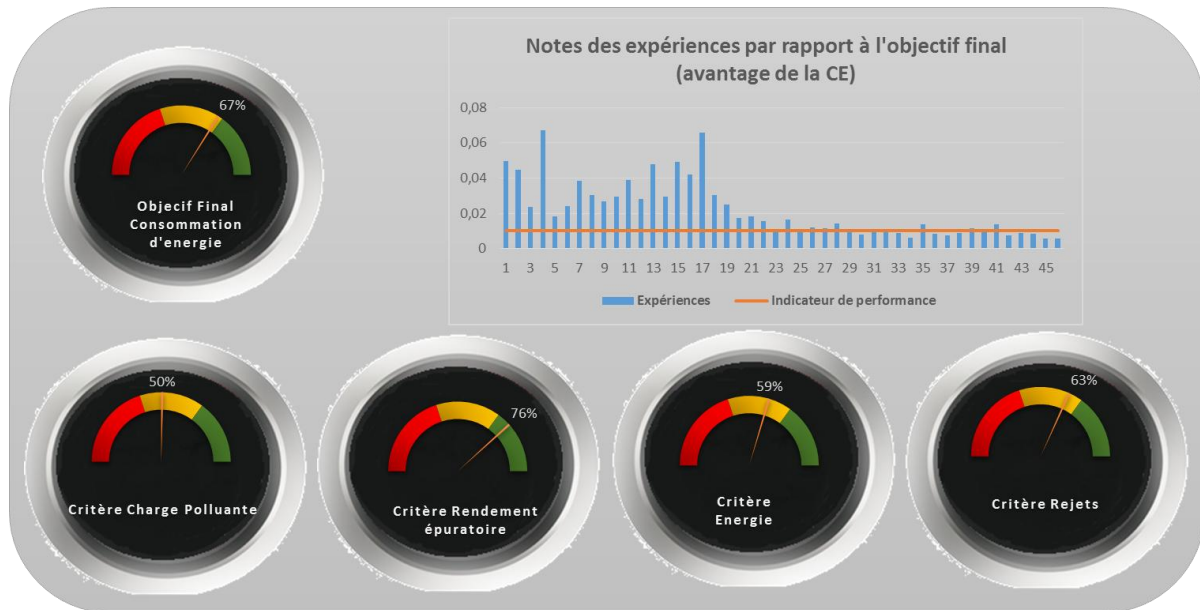 67%
Objecif Final
Consommation
d'energie
Notes des expériences par rapport à l'objectif final
(avantage de la CE)
0,08
0,06
0,04
0,02
0
1 3 5 7 9 11 13 15 17 19 21 23 25 27 29 31 33 35 37 39 41 43 45
Expériences Indicateur de performance
50%
Critère Charge Polluante
76%
Critère Rendement
épuratoire
59%
Critère
Energie
63%
Critère Rejets